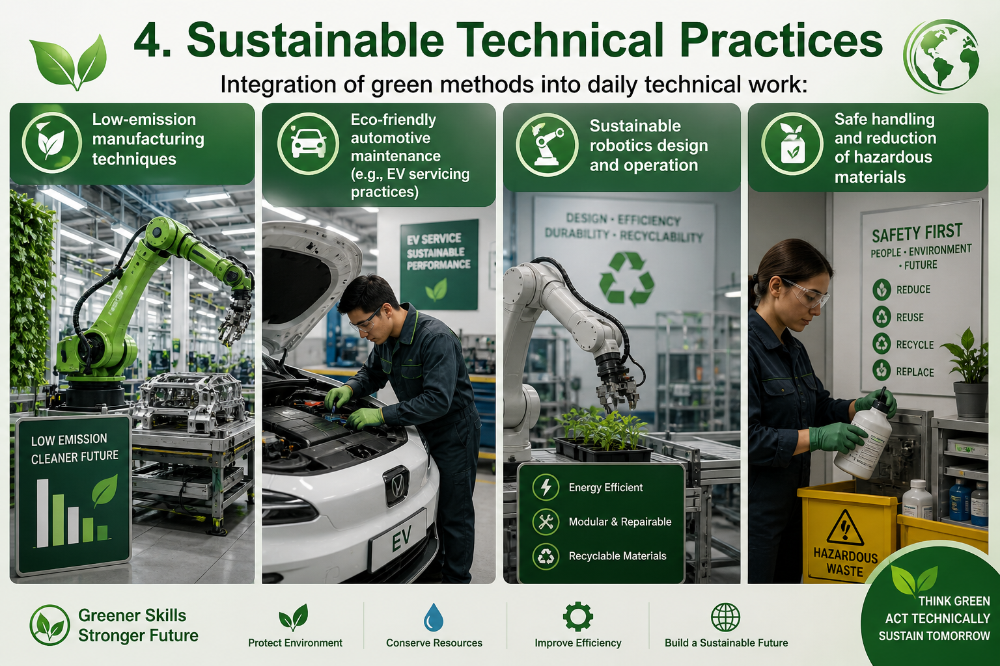 4. Sustainable Technical Practices
Integration of green methods into daily technical work:
Low-emission
manufacturing
techniques
LOW EMISSION
CLEANER FUTURE
Eco-friendly
automotive
maintenance
(e.g., EV servicing
practices)
EV SERVICE
SUSTAINABLE
PERFORMANCE
EV
Sustainable
robotics design
and operation
DESIGN • EFFICIENCY
DURABILITY • RECYCLABILITY
Energy Efficient
Modular & Repairable
Recyclable Materials
Safe handling
and reduction
of hazardous
materials
SAFETY FIRST
PEOPLE • ENVIRONMENT
• FUTURE
REDUCE
REUSE
RECYCLE
REPLACE
HAZARDOUS
WASTE
Greener Skills
Stronger Future
Protect Environment
Conserve Resources
Improve Efficiency
Build a Sustainable Future
THINK GREEN
ACT TECHNICALLY
SUSTAIN TOMORROW